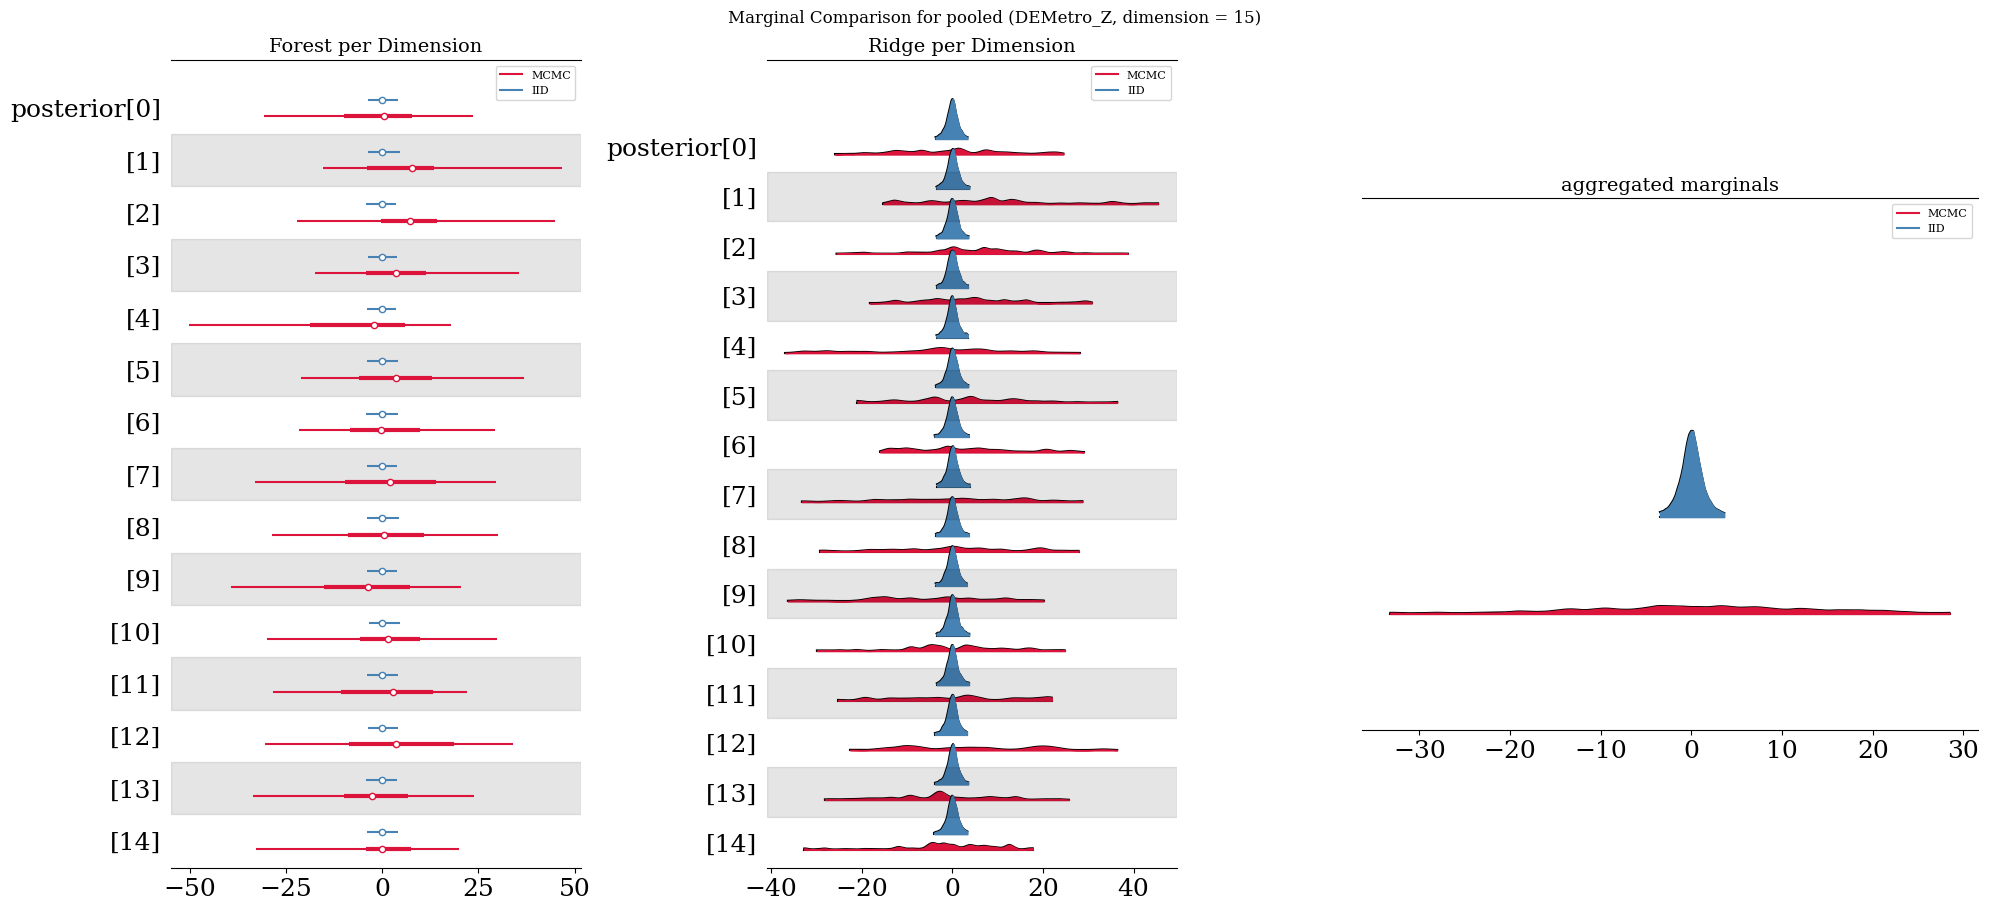 Marginal Comparison for pooled (DEMetro_Z, dimension = 15)
Forest per Dimension
MCMC
IID
posterior[0]
[1]
[2]
[3]
[4]
[5]
[6]
[7]
[8]
[9]
[10]
[11]
[12]
[13]
[14]
−50 −25 0 25 50
Ridge per Dimension
MCMC
IID
posterior[0]
[1]
[2]
[3]
[4]
[5]
[6]
[7]
[8]
[9]
[10]
[11]
[12]
[13]
[14]
−40 −20 0 20 40
aggregated marginals
MCMC
IID
−30 −20 −10 0 10 20 30